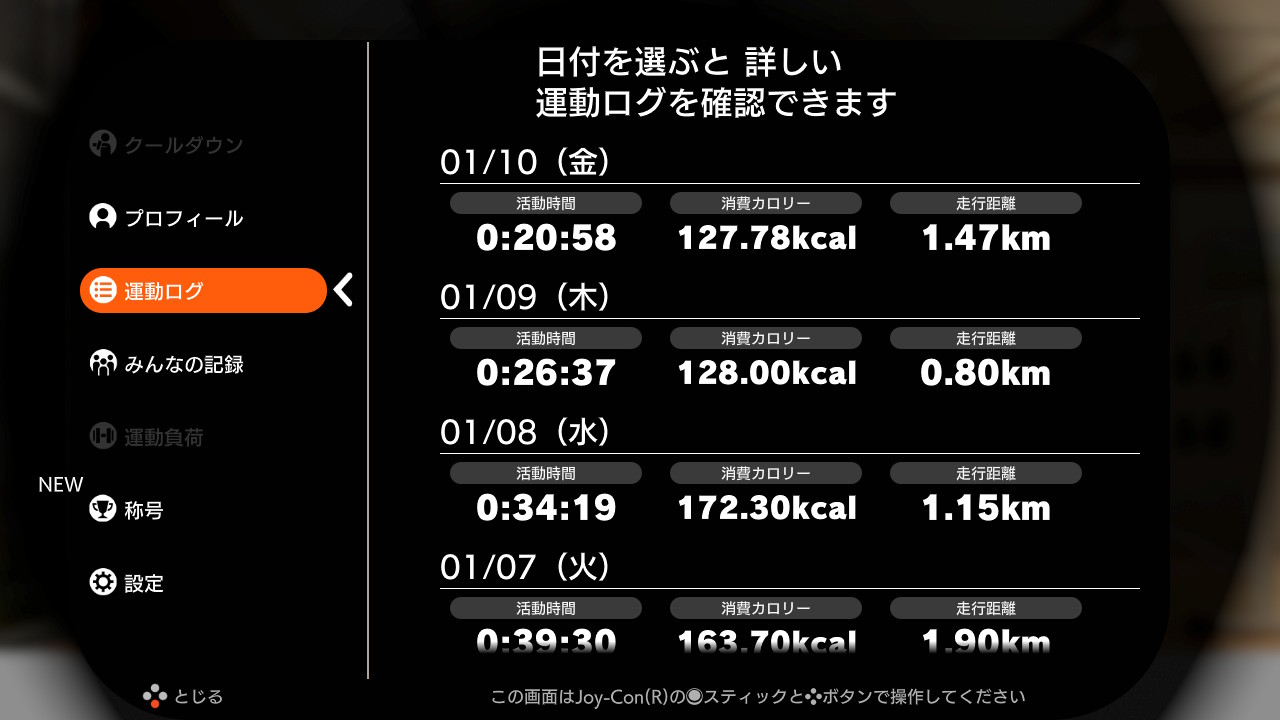 日付を選ぶと 詳しい
運動ログを確認できます
クールダウン
プロフィール
運動ログ
みんなの記録
運動負荷
NEW
称号
設定
01/10（金）
活動時間 消費カロリー 走行距離
0:20:58 127.78kcal 1.47km
01/09（木）
活動時間 消費カロリー 走行距離
0:26:37 128.00kcal 0.80km
01/08（水）
活動時間 消費カロリー 走行距離
0:34:19 172.30kcal 1.15km
01/07（火）
活動時間 消費カロリー 走行距離
0:39:30 163.70kcal 1.90km
とじる
この画面はJoy-Con(R)のスティックとボタンで操作してください